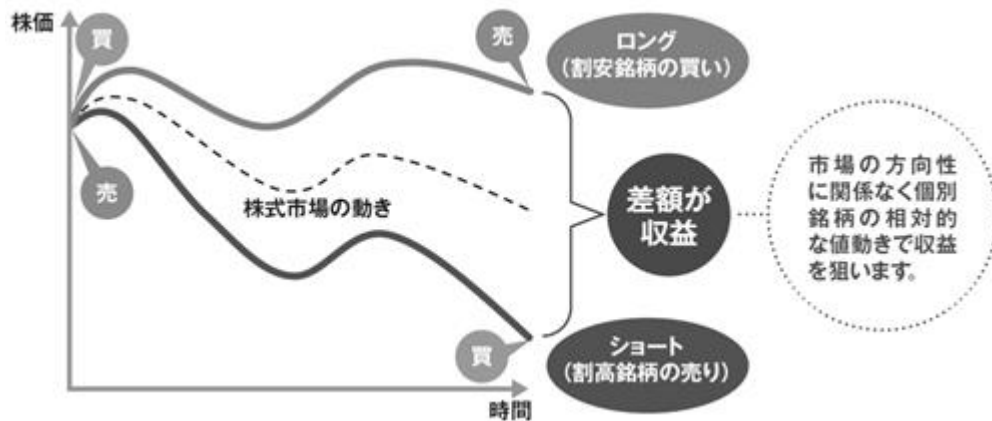 株価
買
売
ロング
(割安銘柄の買い)
売
株式市場の動き
差額が
収益
市場の方向性
に関係なく個別
銘柄の相対的
な値動きで収益
を狙います。
買
ショート
(割高銘柄の売り)
時間